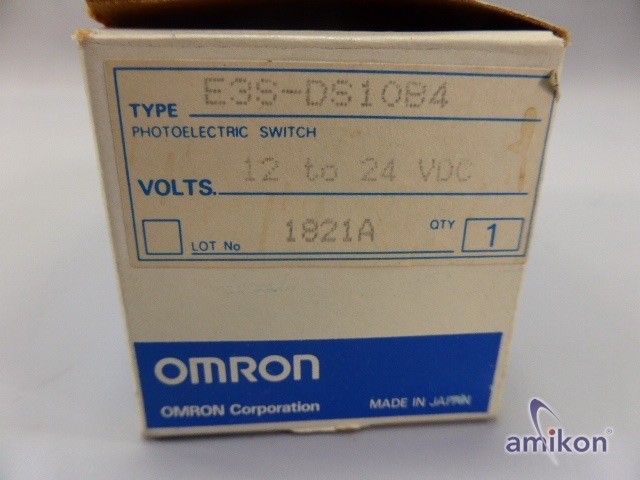 TYPE E3S-DS10B4
PHOTOELECTRIC SWITCH
VOLTS. 12 to 24 VDC
LOT No 1821A QTY 1
OMRON
OMRON Corporation MADE IN JAPAN
amikon